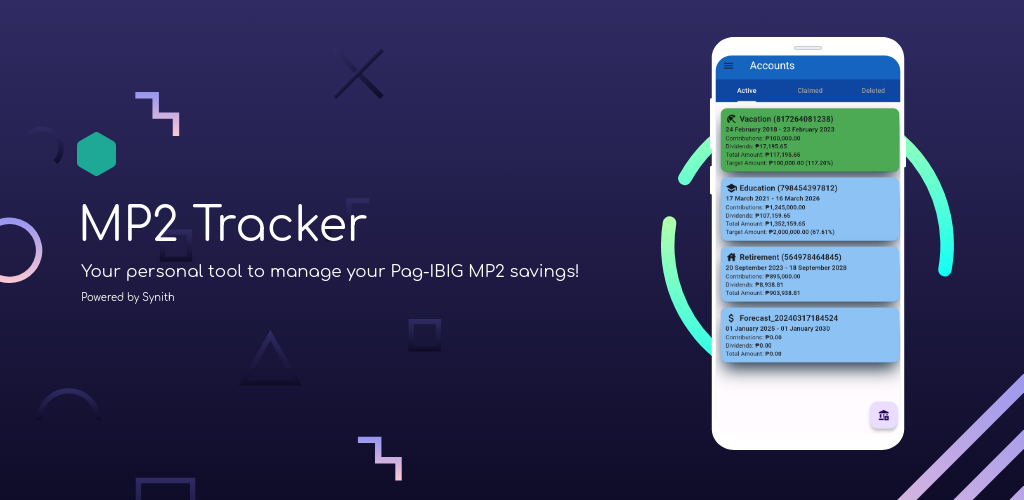 MP2 Tracker
Your personal tool to manage your Pag-IBIG MP2 savings!
Powered by Synith
Accounts
Active Claimed Deleted
Vacation (817264081238)
24 February 2018 - 23 February 2023
Contributions: ₱100,000.00
Dividends: ₱17,195.65
Total Amount: ₱117,195.65
Target Amount: ₱100,000.00 (117.20%)
Education (798454397812)
17 March 2021 - 16 March 2026
Contributions: ₱1,245,000.00
Dividends: ₱107,159.65
Total Amount: ₱1,352,159.65
Target Amount: ₱2,000,000.00 (67.61%)
Retirement (564978464845)
20 September 2023 - 18 September 2028
Contributions: ₱895,000.00
Dividends: ₱8,938.81
Total Amount: ₱903,938.81
Forecast_20240317184524
01 January 2025 - 01 January 2030
Contributions: ₱0.00
Dividends: ₱0.00
Total Amount: ₱0.00